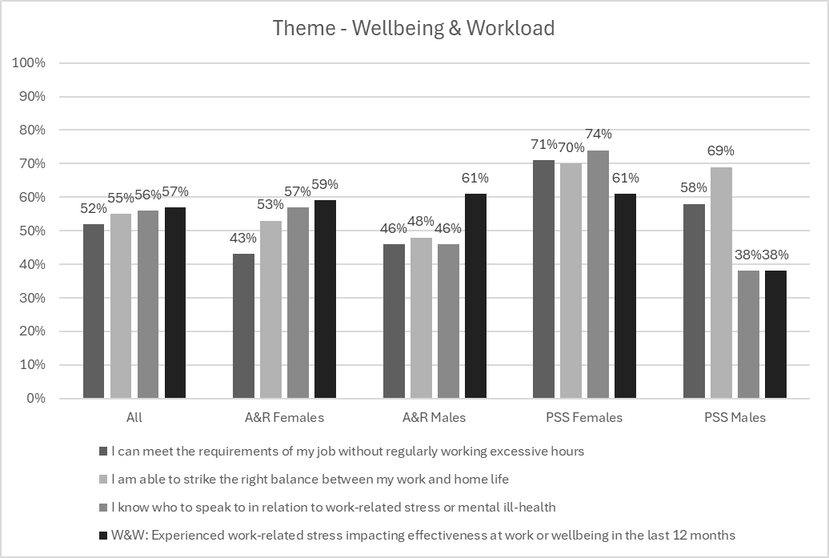 Theme - Wellbeing & Workload
100%
90%
80%
70%
60%
50%
40%
30%
20%
10%
0%
52% 55% 56% 57%
43% 53% 57% 59%
46% 48% 46% 61%
71% 70% 74% 61%
58% 69% 38% 38%
All A&R Females A&R Males PSS Females PSS Males
I can meet the requirements of my job without regularly working excessive hours
I am able to strike the right balance between my work and home life
I know who to speak to in relation to work-related stress or mental ill-health
W&W: Experienced work-related stress impacting effectiveness at work or wellbeing in the last 12 months